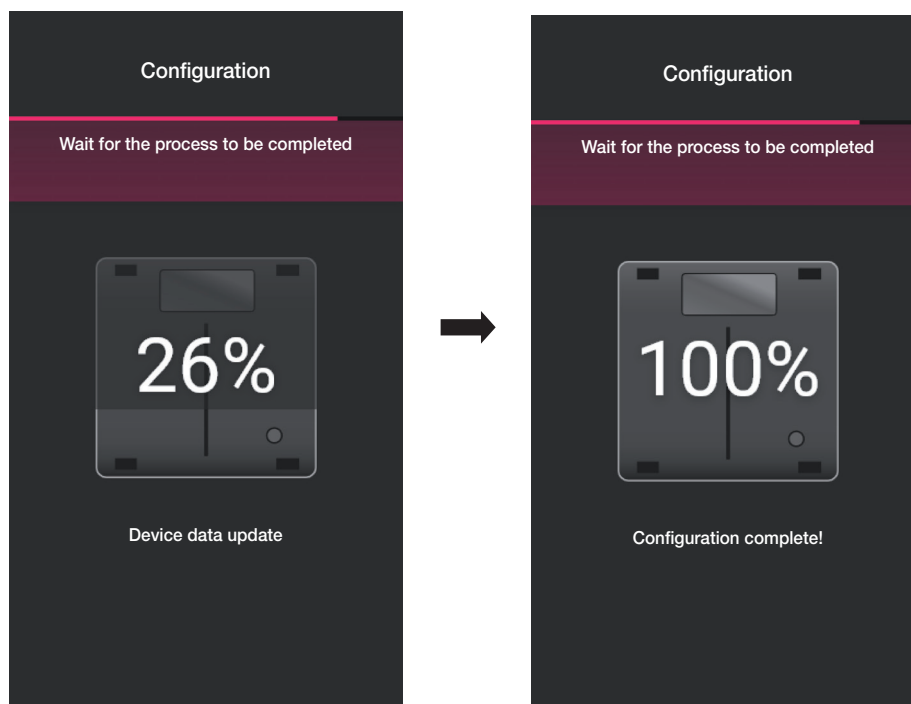 Configuration
Wait for the process to be completed
26%
Device data update
Configuration
Wait for the process to be completed
100%
Configuration complete!